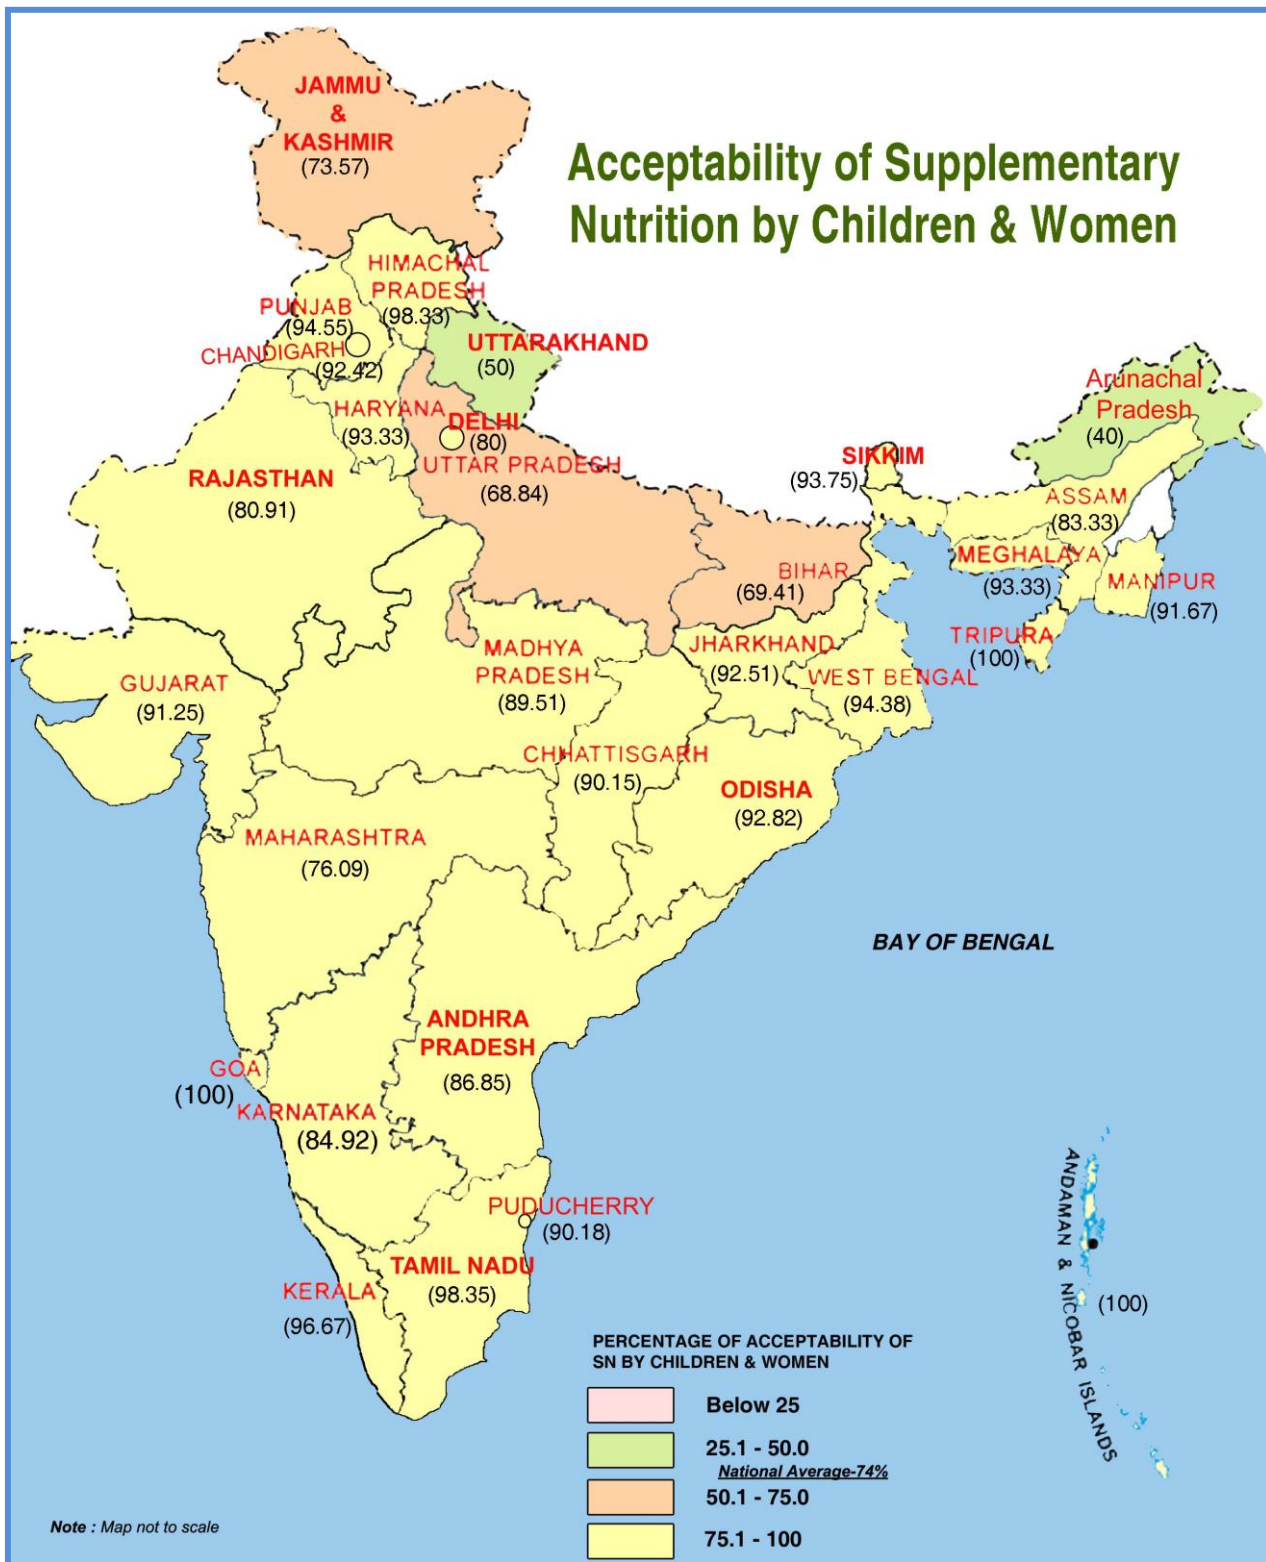 Acceptability of Supplementary
Nutrition by Children & Women
JAMMU
&
KASHMIR
(73.57)
HIMACHAL
PRADESH
(98.33)
PUNJAB
(94.55)
CHANDIGARH
(92.42)
UTTARAKHAND
(50)
HARYANA
(93.33)
DELHI
(80)
UTTAR PRADESH
(68.84)
RAJASTHAN
(80.91)
SIKKIM
(93.75)
Arunachal
Pradesh
(40)
ASSAM
(83.33)
MEGHALAYA
(93.33)
MANIPUR
(91.67)
TRIPURA
(100)
BIHAR
(69.41)
JHARKHAND
(92.51)
WEST BENGAL
(94.38)
MADHYA
PRADESH
(89.51)
GUJARAT
(91.25)
CHHATTISGARH
(90.15)
ODISHA
(92.82)
MAHARASHTRA
(76.09)
BAY OF BENGAL
ANDHRA
PRADESH
(86.85)
GOA
(100)
KARNATAKA
(84.92)
PUDUCHERRY
(90.18)
TAMIL NADU
(98.35)
KERALA
(96.67)
ANDAMAN & NICOBAR ISLANDS
(100)
PERCENTAGE OF ACCEPTABILITY OF
SN BY CHILDREN & WOMEN
Below 25
25.1 - 50.0
National Average-74%
50.1 - 75.0
75.1 - 100
Note : Map not to scale